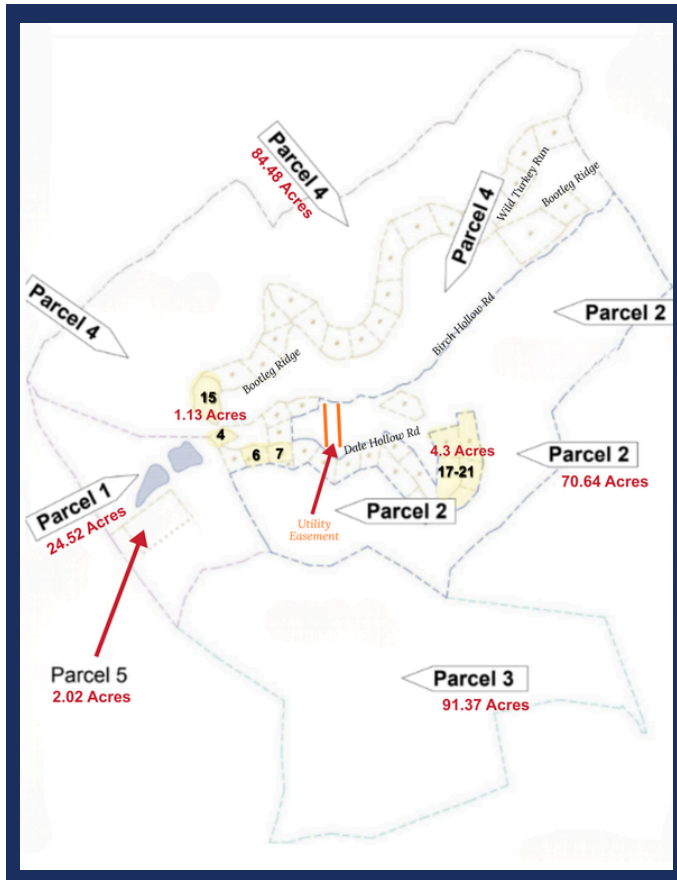 Parcel 4
84.48 Acres
Wild Turkey Run
Bootleg Ridge
Parcel 4
Parcel 4
Parcel 2
Birch Hollow Rd
Bootleg Ridge
15
1.13 Acres
4
6
7
Dale Hollow Rd
4.3 Acres
17-21
Parcel 2
70.64 Acres
Parcel 1
24.52 Acres
Parcel 2
Utility
Easement
Parcel 5
2.02 Acres
Parcel 3
91.37 Acres